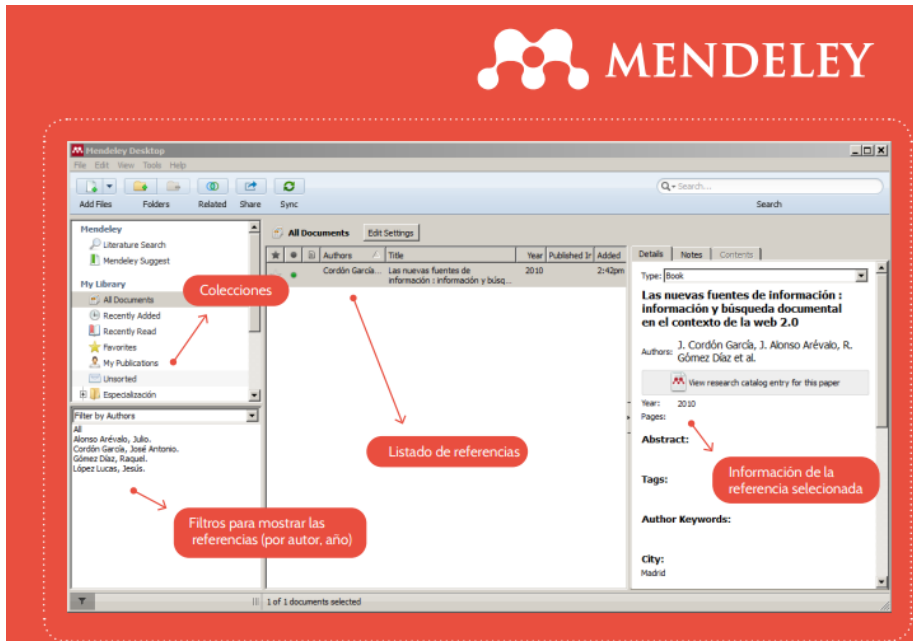 MENDELEY
Mendeley Desktop
File Edit View Tools Help
Add Files Folders Related Share Sync
Search...
Search
Mendeley
Literature Search
Mendeley Suggest
My Library
All Documents
Recently Added
Recently Read
Favorites
My Publications
Unsorted
Especialización
Colecciones
Filter by Authors
All
Alonso Arévalo, Julio.
Cordón García, José Antonio.
Gómez Díaz, Raquel.
López Lucas, Jesús.
Filtros para mostrar las
referencias (por autor, año)
All Documents Edit Settings
Authors Title Year Published Ir Added
Cordón García... Las nuevas fuentes de 2010 2:42pm
información : información y búsq...
Listado de referencias
Details Notes Contents
Type: Book
Las nuevas fuentes de información :
información y búsqueda documental
en el contexto de la web 2.0
Authors: J. Cordón García, J. Alonso Arévalo, R.
Gómez Díaz et al.
View research catalog entry for this paper
Year: 2010
Pages:
Abstract:
Tags:
Información de la
referencia selecionada
Author Keywords:
City:
Madrid
1 of 1 documents selected